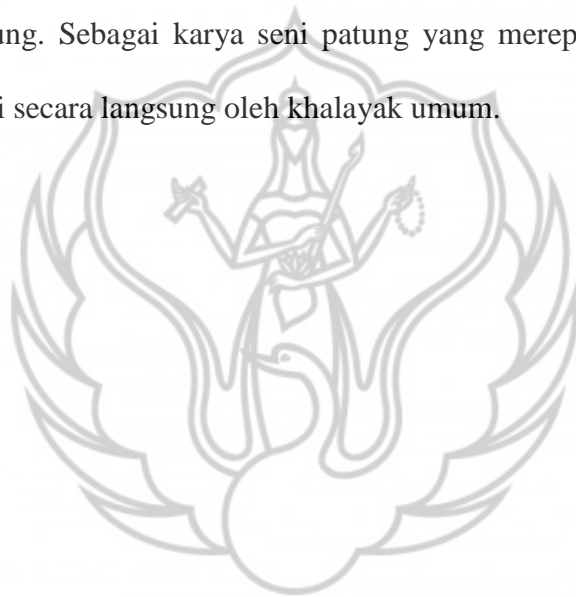 ung. Sebagai karya seni patung yang merep
i secara langsung oleh khalayak umum.